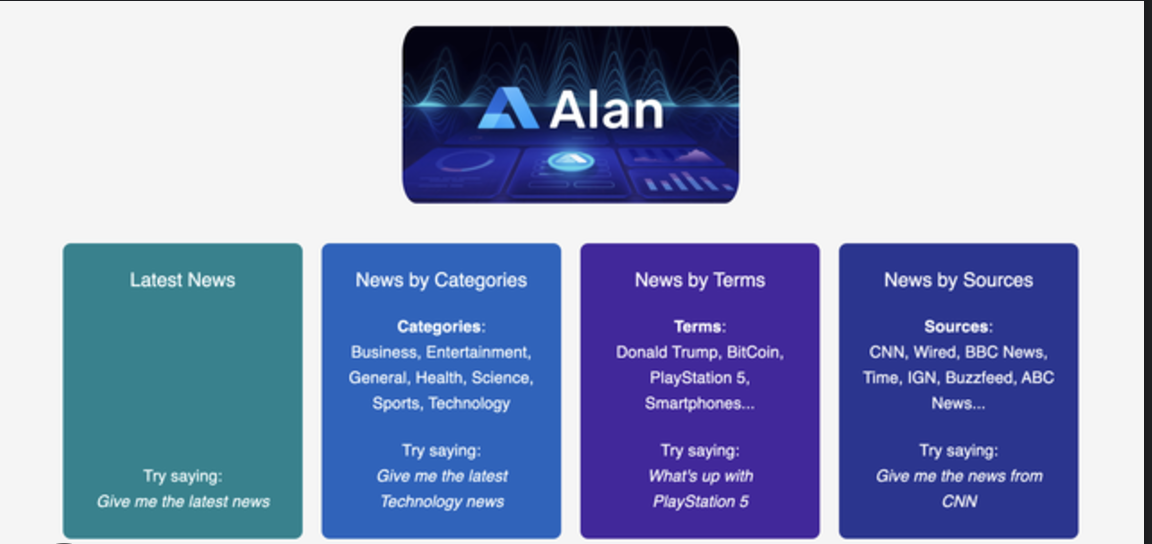 Alan
Latest News
Try saying:
Give me the latest news
News by Categories
Categories:
Business, Entertainment,
General, Health, Science,
Sports, Technology
Try saying:
Give me the latest
Technology news
News by Terms
Terms:
Donald Trump, BitCoin,
PlayStation 5,
Smartphones...
Try saying:
What's up with
PlayStation 5
News by Sources
Sources:
CNN, Wired, BBC News,
Time, IGN, Buzzfeed, ABC
News...
Try saying:
Give me the news from
CNN